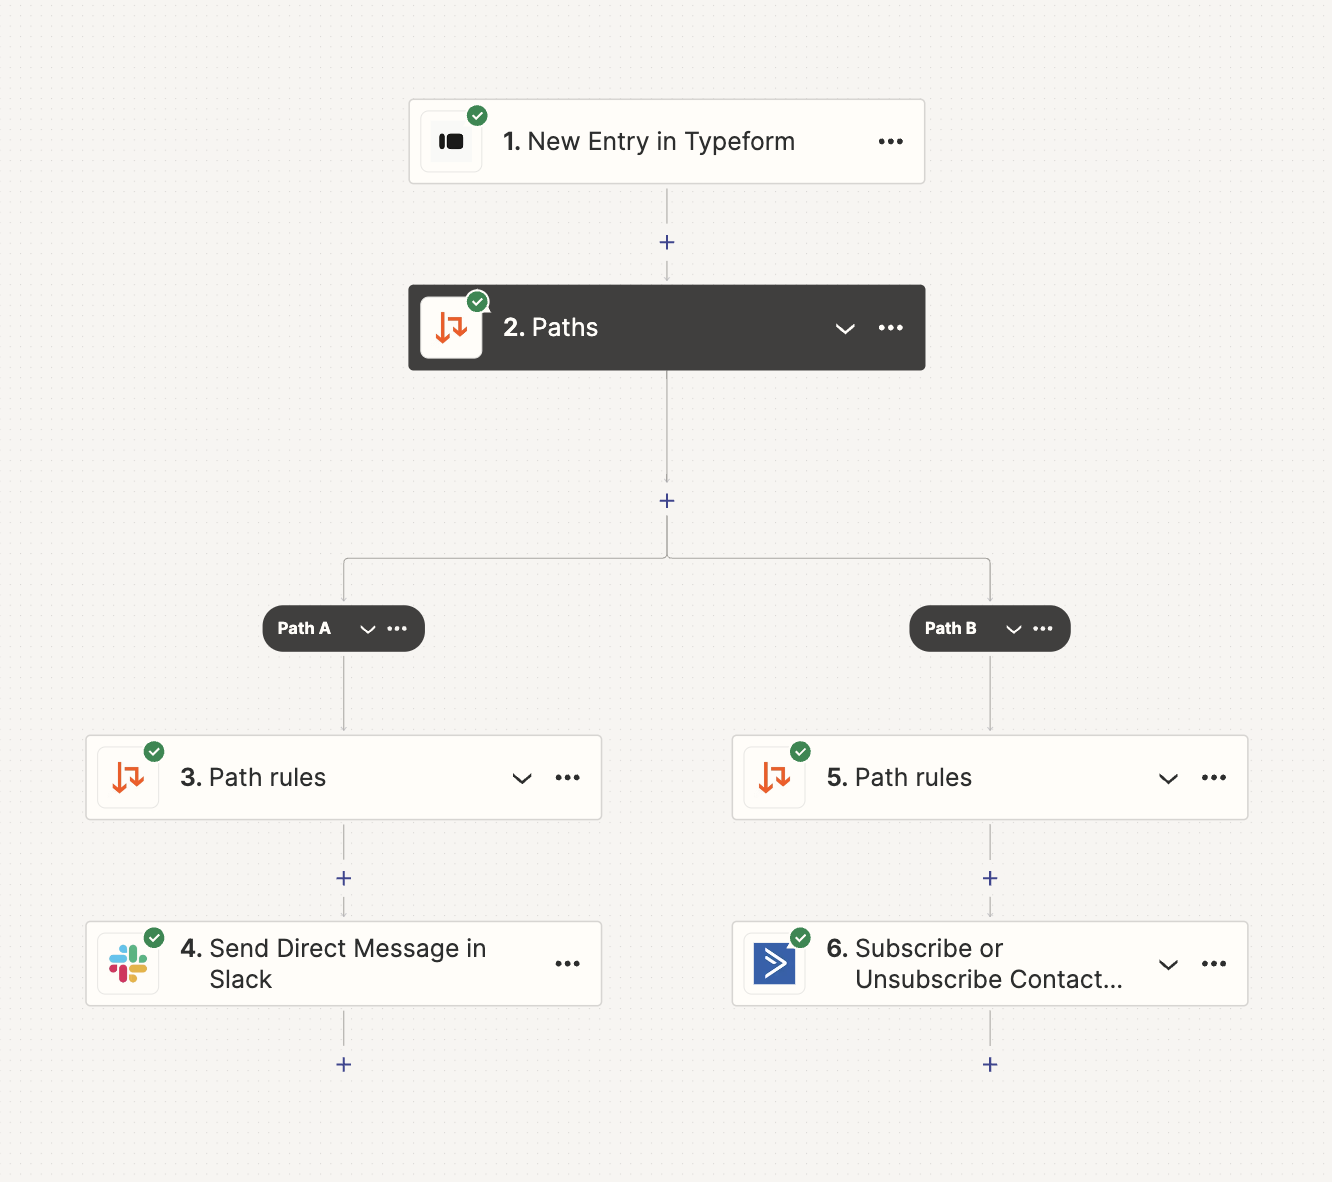 1. New Entry in Typeform
2. Paths
Path A
Path B
3. Path rules
5. Path rules
4. Send Direct Message in
Slack
6. Subscribe or
Unsubscribe Contact...